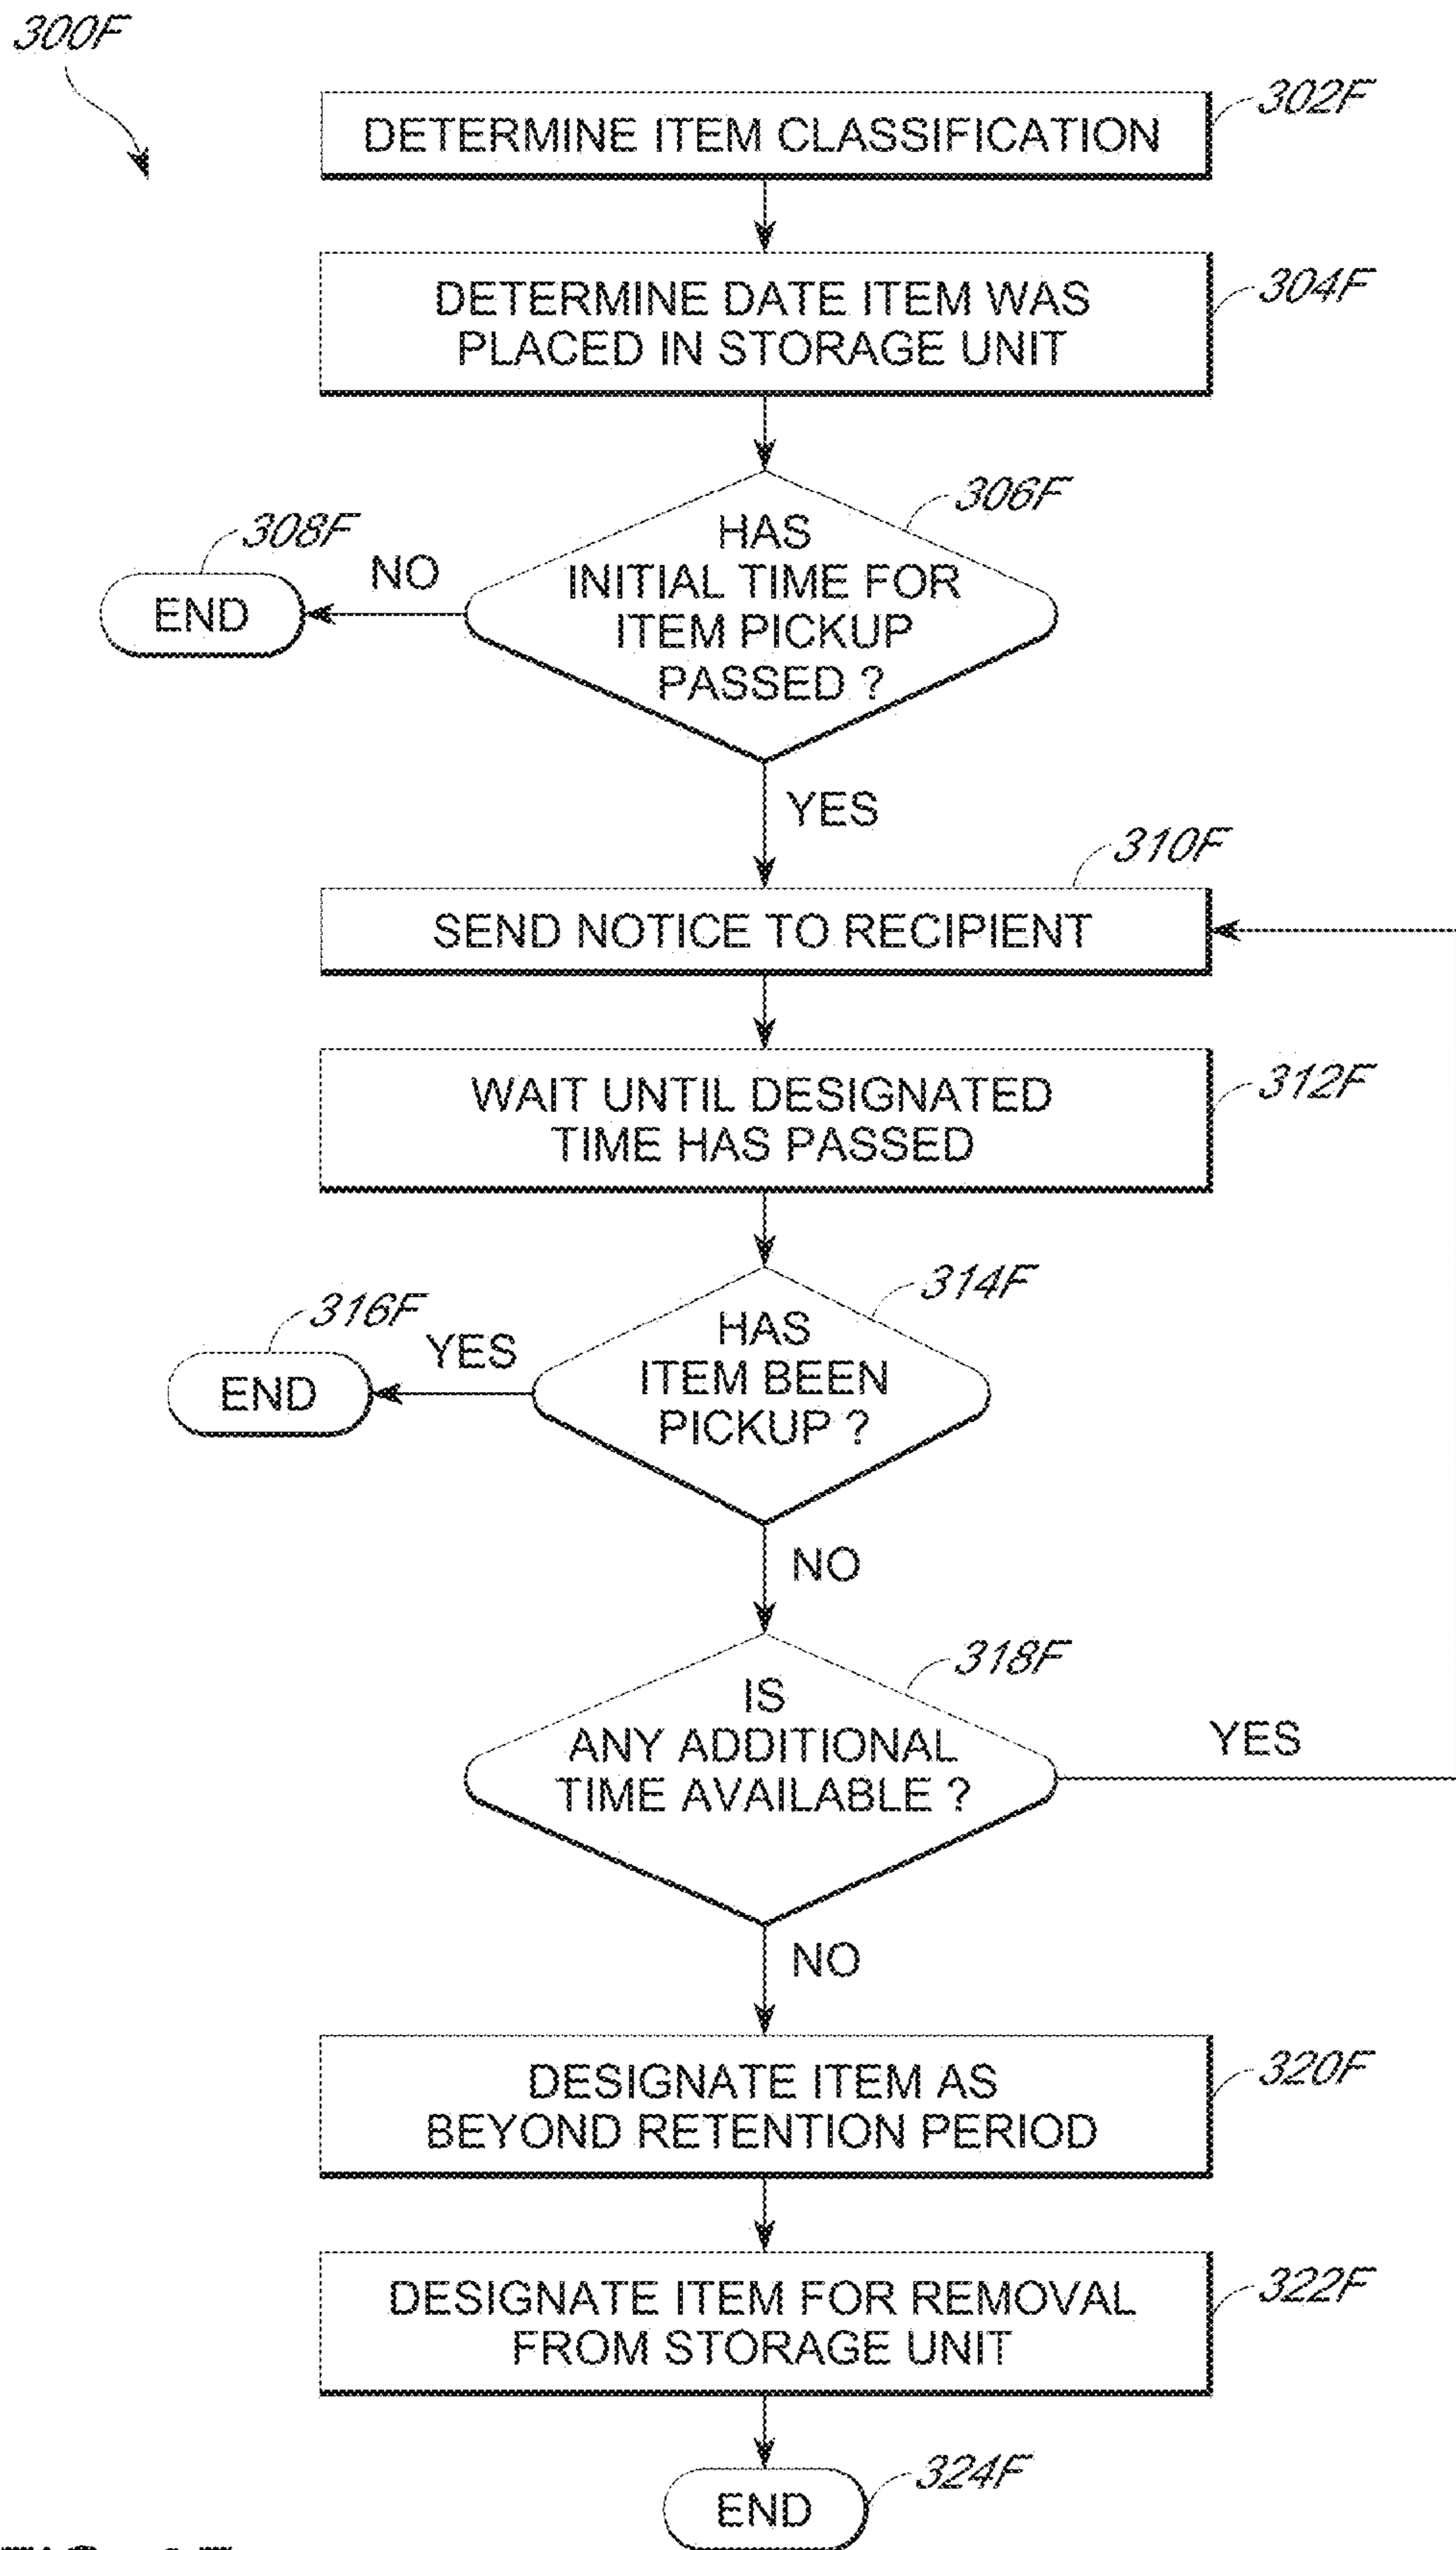 300F
302F
DETERMINE ITEM CLASSIFICATION
304F
DETERMINE DATE ITEM WAS
PLACED IN STORAGE UNIT
306F
308F
HAS
INITIAL TIME FOR
ITEM PICKUP
PASSED ?
NO
END
YES
310F
SEND NOTICE TO RECIPIENT
312F
WAIT UNTIL DESIGNATED
TIME HAS PASSED
314F
316F
HAS
ITEM BEEN
PICKUP ?
YES
END
NO
318F
IS
ANY ADDITIONAL
TIME AVAILABLE ?
YES
NO
320F
DESIGNATE ITEM AS
BEYOND RETENTION PERIOD
322F
DESIGNATE ITEM FOR REMOVAL
FROM STORAGE UNIT
324F
END